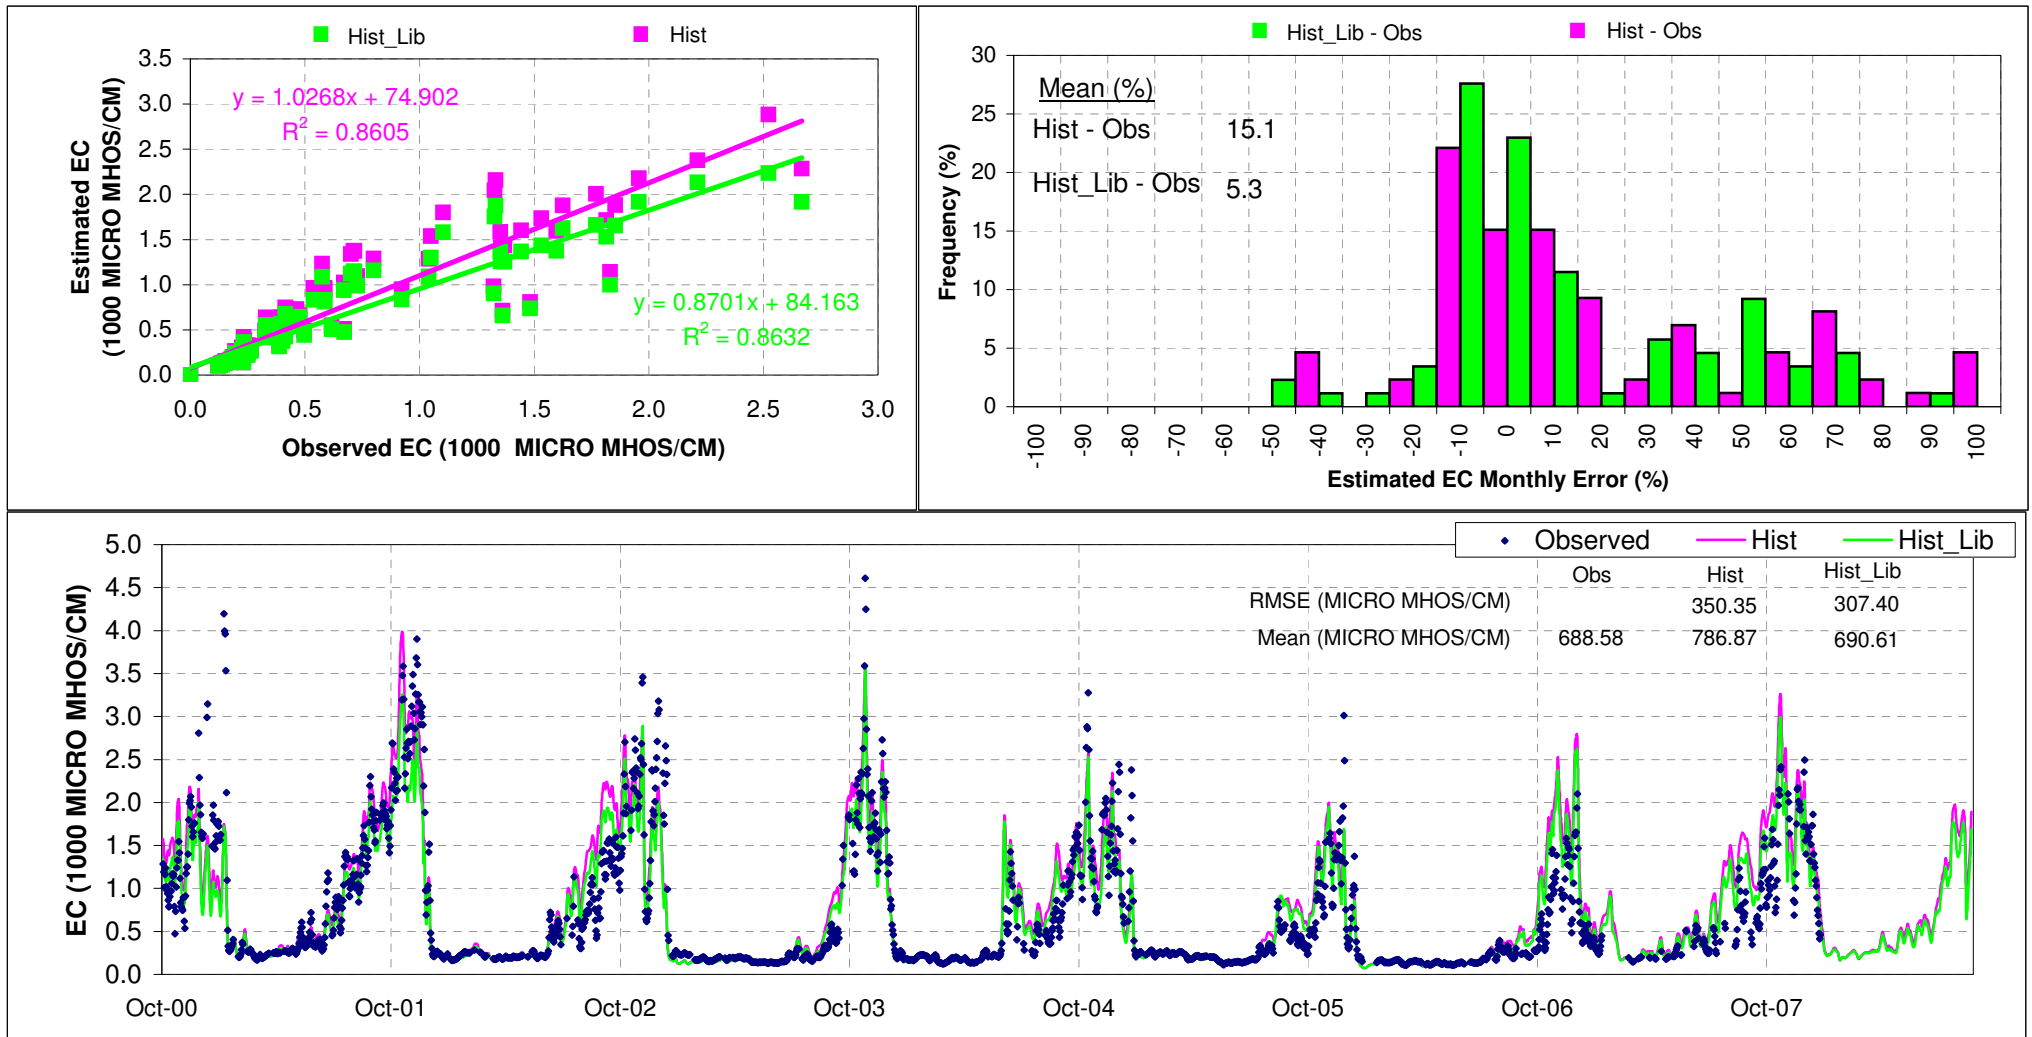 Hist_Lib Hist
3.5
3.0
2.5
2.0
1.5
1.0
0.5
0.0
Estimated EC
(1000 MICRO MHOS/CM)
y = 1.0268x + 74.902
R² = 0.8605
y = 0.8701x + 84.163
R² = 0.8632
0.0 0.5 1.0 1.5 2.0 2.5 3.0
Observed EC (1000 MICRO MHOS/CM)
Hist_Lib - Obs Hist - Obs
30
25
20
15
10
5
0
Frequency (%)
Mean (%)
Hist - Obs 15.1
Hist_Lib - Obs 5.3
-100 -90 -80 -70 -60 -50 -40 -30 -20 -10 0 10 20 30 40 50 60 70 80 90 100
Estimated EC Monthly Error (%)
Observed Hist Hist_Lib
Obs Hist Hist_Lib
RMSE (MICRO MHOS/CM) 350.35 307.40
Mean (MICRO MHOS/CM) 688.58 786.87 690.61
5.0
4.5
4.0
3.5
3.0
2.5
2.0
1.5
1.0
0.5
0.0
EC (1000 MICRO MHOS/CM)
Oct-00 Oct-01 Oct-02 Oct-03 Oct-04 Oct-05 Oct-06 Oct-07